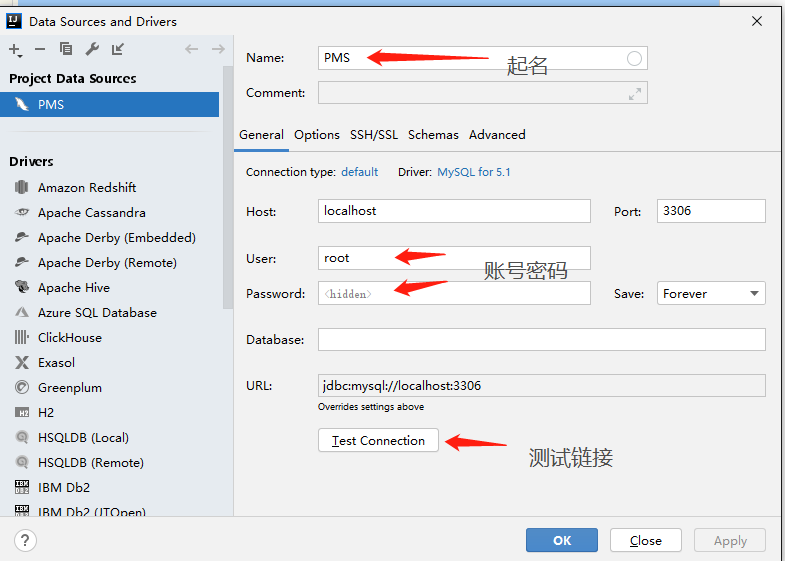 Data Sources and Drivers
Name: PMS 起名
Comment:
Project Data Sources
PMS
General Options SSH/SSL Schemas Advanced
Connection type: default Driver: MySQL for 5.1
Host: localhost Port: 3306
User: root
账号密码
Password: <hidden> Save: Forever
Database:
URL: jdbc:mysql://localhost:3306
Overrides settings above
Test Connection
测试链接
Drivers
Amazon Redshift
Apache Cassandra
Apache Derby (Embedded)
Apache Derby (Remote)
Apache Hive
Azure SQL Database
ClickHouse
Exasol
Greenplum
H2
HSQLDB (Local)
HSQLDB (Remote)
IBM Db2
IBM Db2 (JTOpen)
? OK Close Apply